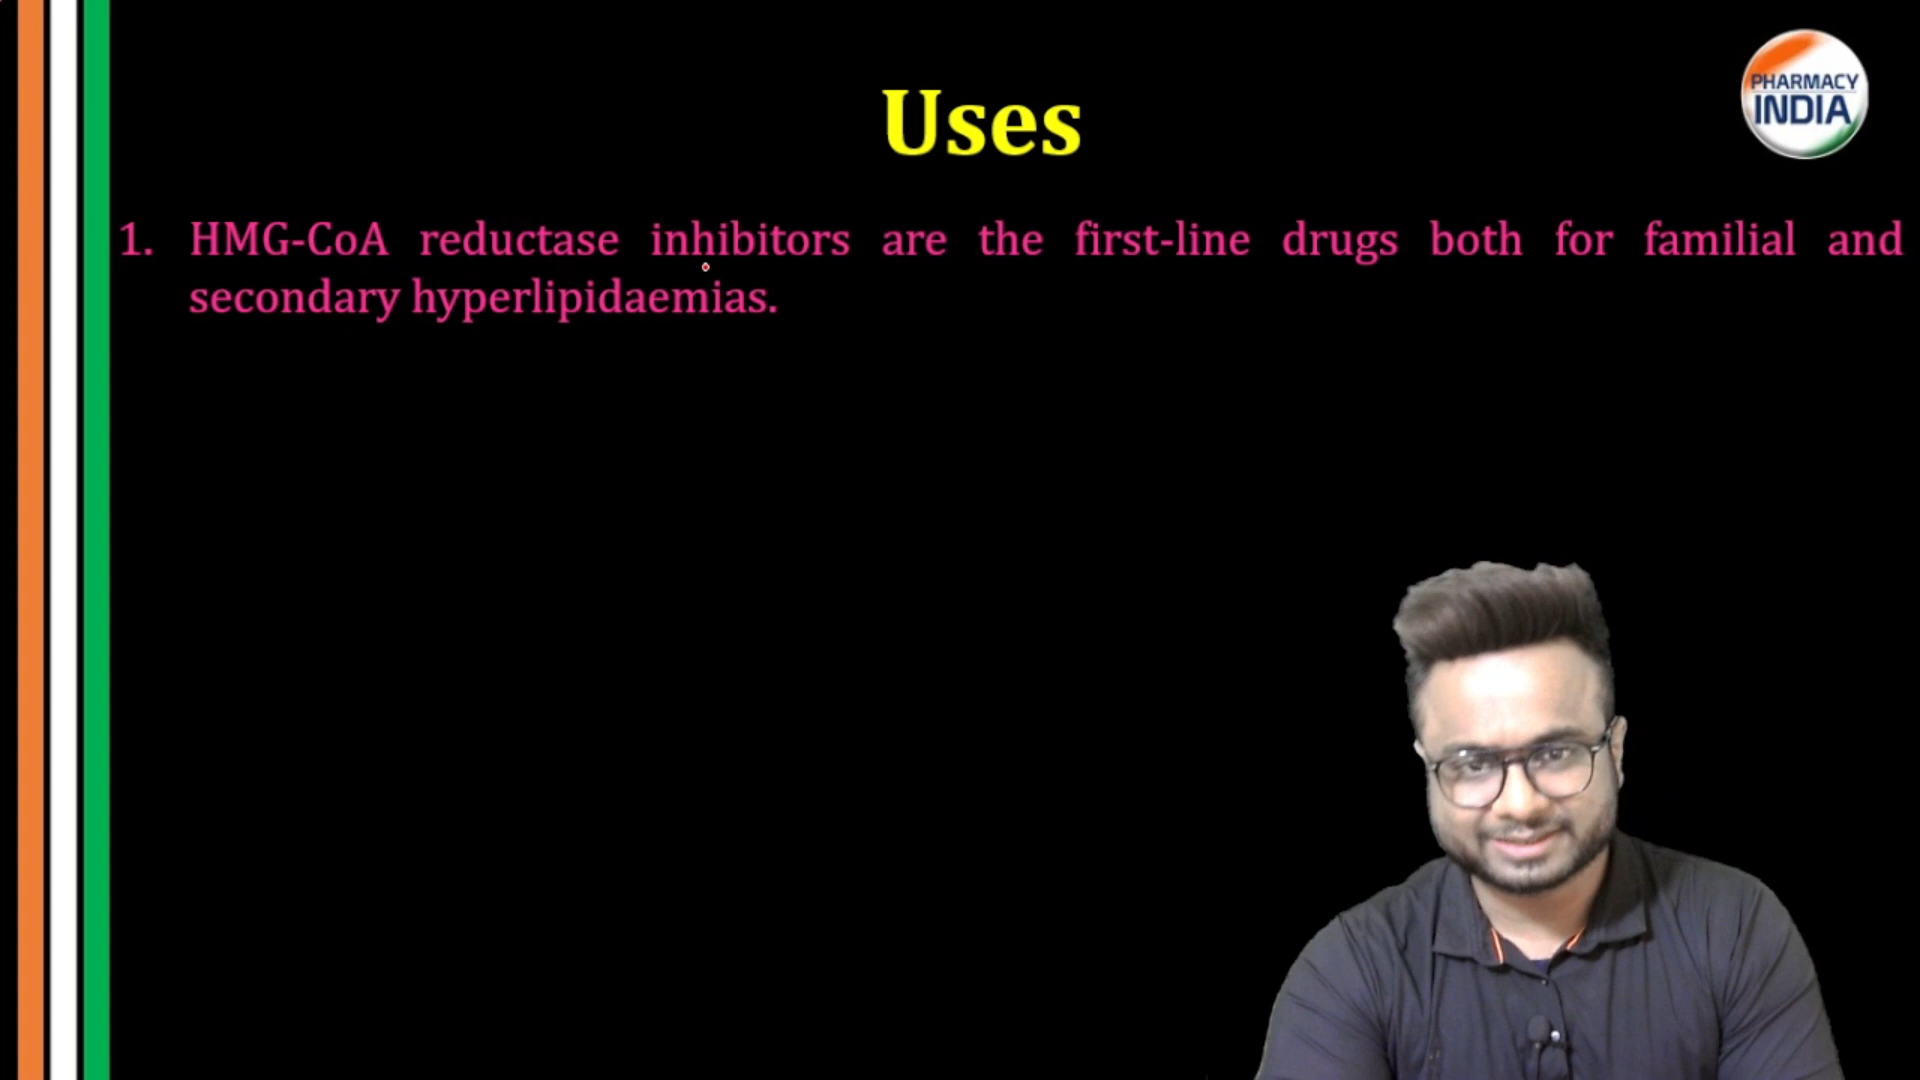 PHARMACY
INDIA
Uses
1. HMG-CoA reductase inhibitors are the first-line drugs both for familial and
secondary hyperlipidaemias.